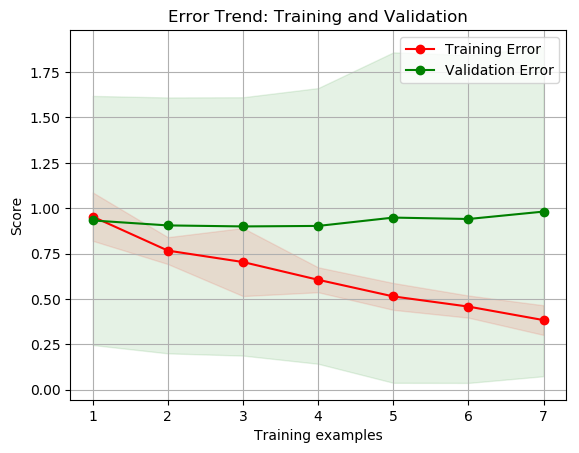 Error Trend: Training and Validation
Training Error
Validation Error
Score
1.75
1.50
1.25
1.00
0.75
0.50
0.25
0.00
1 2 3 4 5 6 7
Training examples